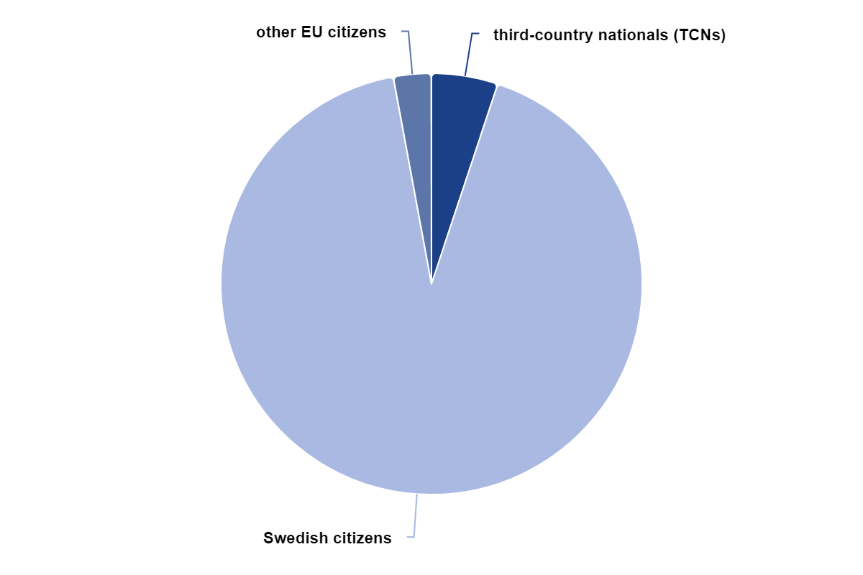 other EU citizens
third-country nationals (TCNs)
Swedish citizens